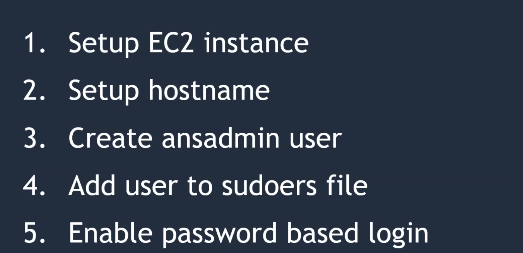 1. Setup EC2 instance
2. Setup hostname
3. Create ansadmin user
4. Add user to sudoers file
5. Enable password based login